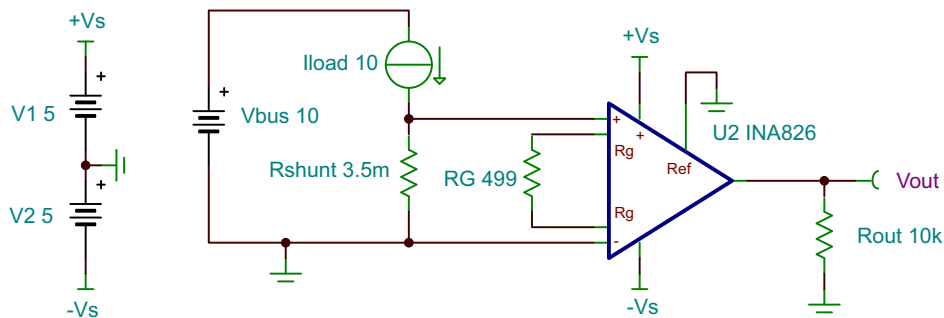 +Vs
V1 5
V2 5
-Vs
+
+
+
Vbus 10
Iload 10
Rshunt 3.5m
RG 499
+Vs
+
+
Rg
Rg
-
-
Ref
U2 INA826
-Vs
Vout
Rout 10k